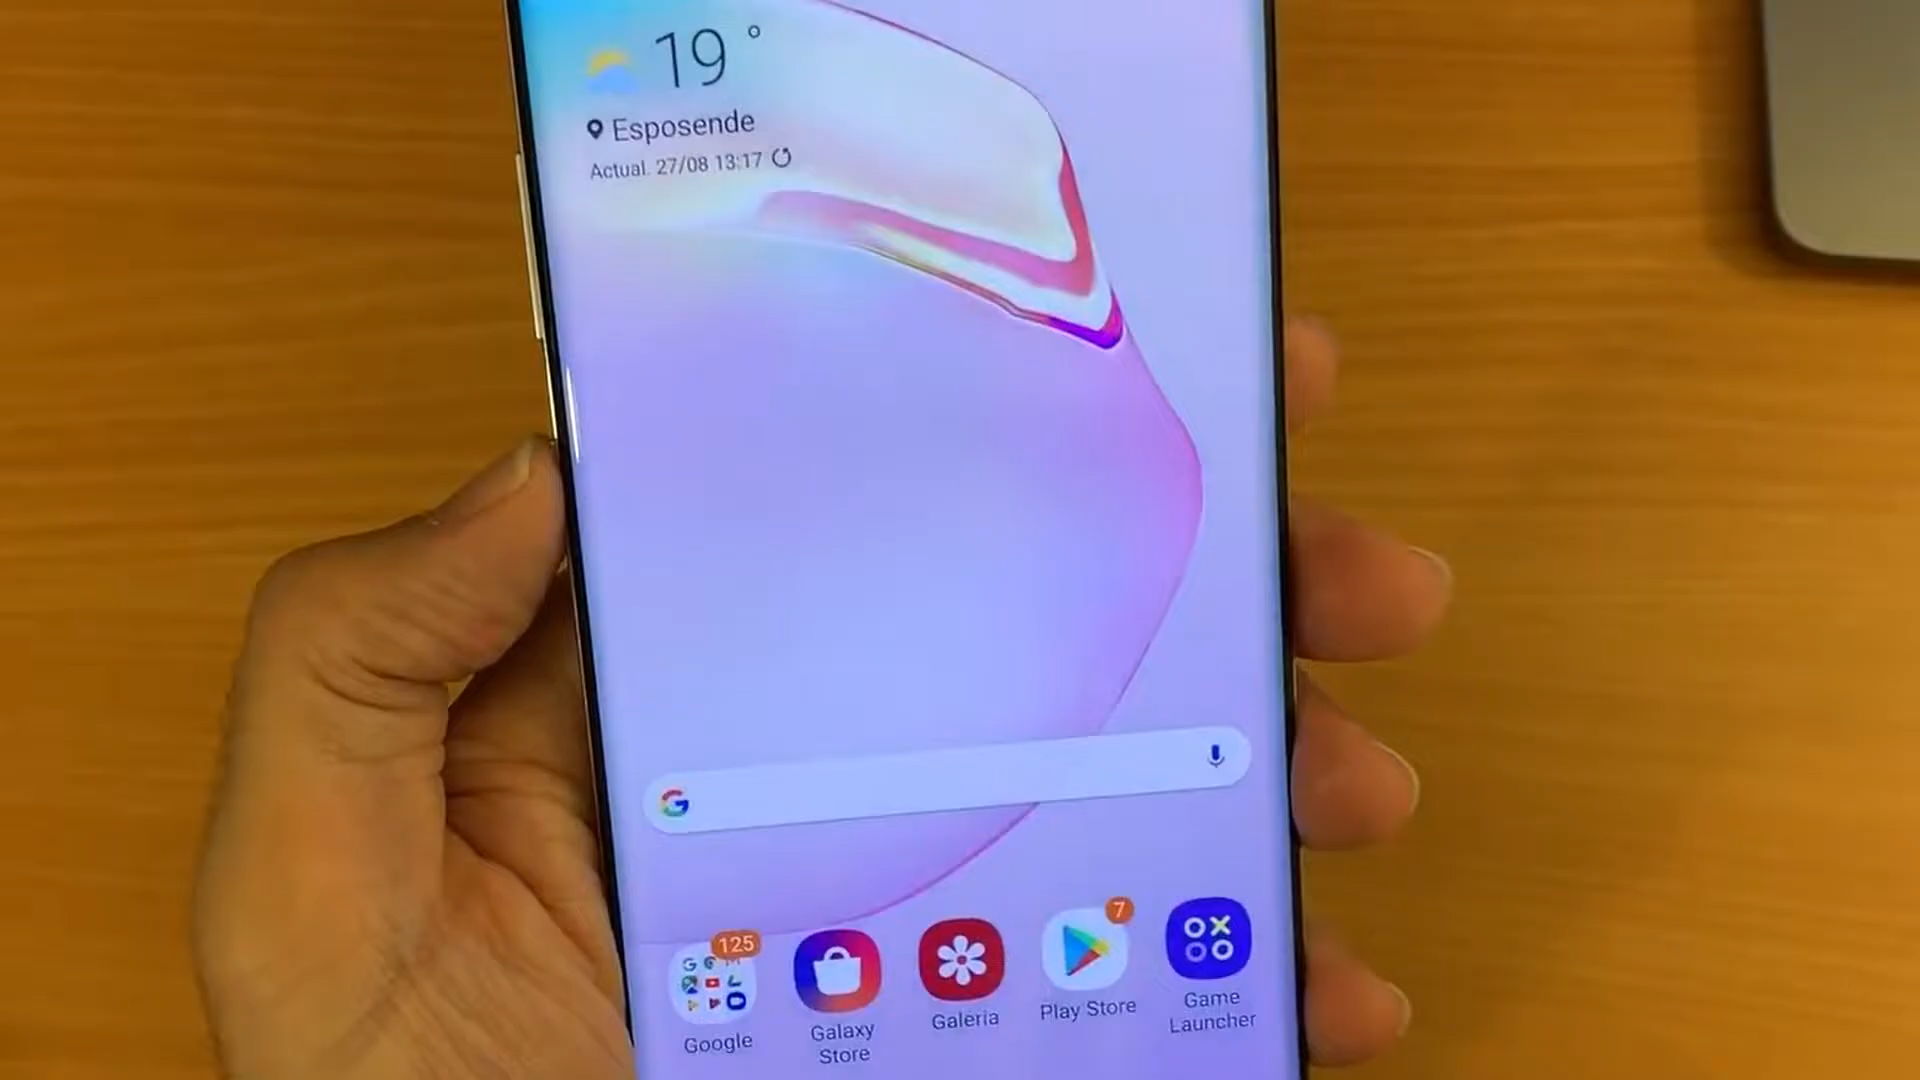 19°
Esposende
Actual. 27/08 13:17
125
7
Google
Galaxy
Store
Galeria
Play Store
Game
Launcher